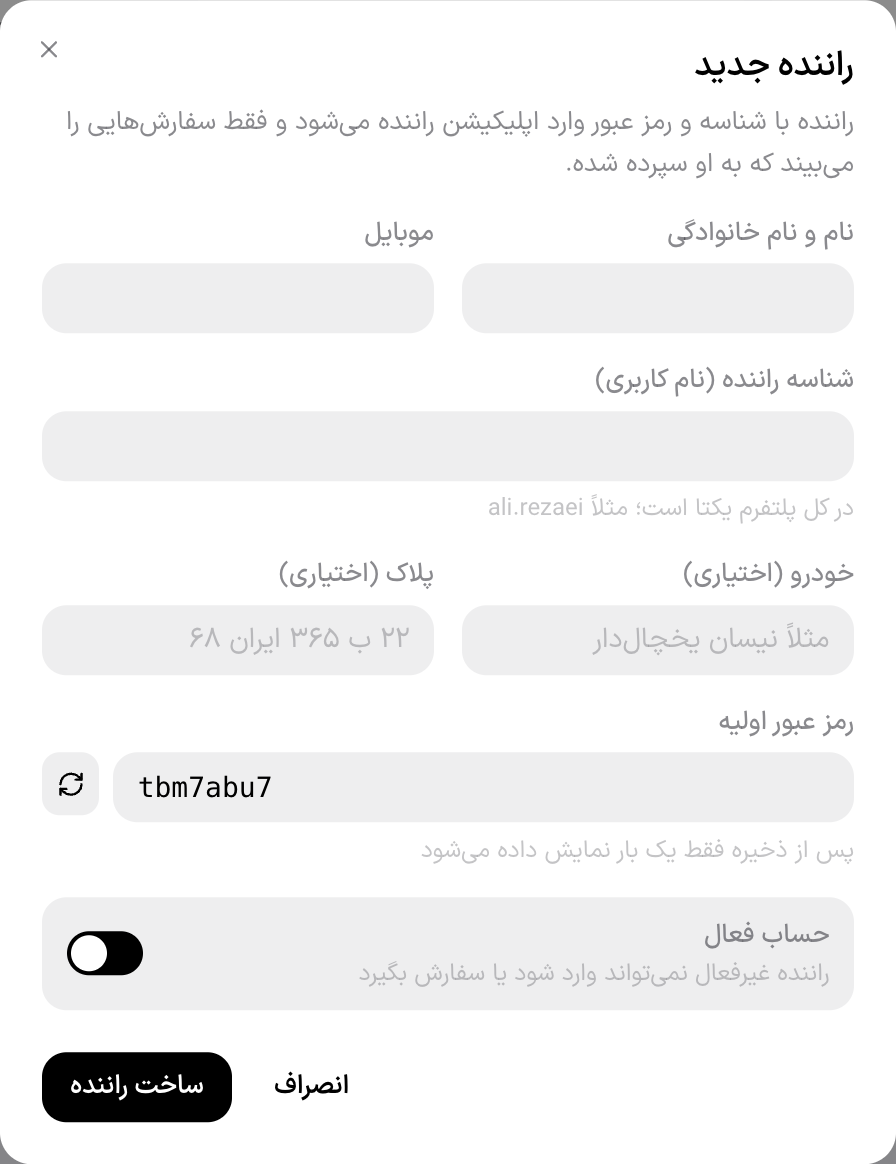 راننده جدید
راننده با شناسه و رمز عبور وارد اپلیکیشن راننده می‌شود و فقط سفارش‌هایی را
می‌بیند که به او سپرده شده.
نام و نام خانوادگی
موبایل
شناسه راننده (نام کاربری)
در کل پلتفرم یکتا است؛ مثلاً ali.rezaei
خودرو (اختیاری)
پلاک (اختیاری)
مثلاً نیسان یخچال‌دار
۲۲ ب ۳۶۵ ایران ۶۸
رمز عبور اولیه
tbm7abu7
پس از ذخیره فقط یک بار نمایش داده می‌شود
حساب فعال
راننده غیرفعال نمی‌تواند وارد شود یا سفارش بگیرد
انصراف
ساخت راننده